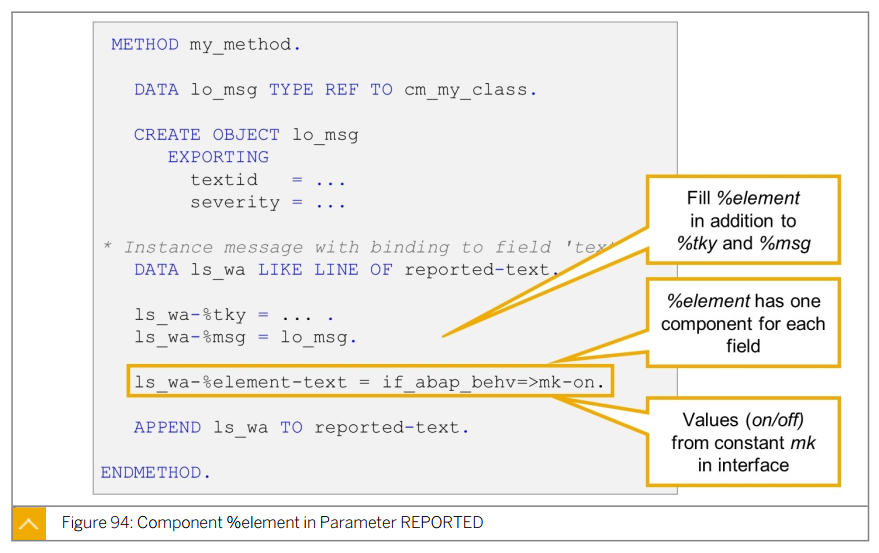 METHOD my_method.
DATA lo_msg TYPE REF TO cm_my_class.
CREATE OBJECT lo_msg
EXPORTING
textid = ...
severity = ...
* Instance message with binding to field 'tex
DATA ls_wa LIKE LINE OF reported-text.
ls_wa-%tky = ... .
ls_wa-%msg = lo_msg.
ls_wa-%element-text = if_abap_behv=>mk-on.
APPEND ls_wa TO reported-text.
ENDMETHOD.
Fill %element
in addition to
%tky and %msg
%element has one
component for each
field
Values (on/off)
from constant mk
in interface
Figure 94: Component %element in Parameter REPORTED